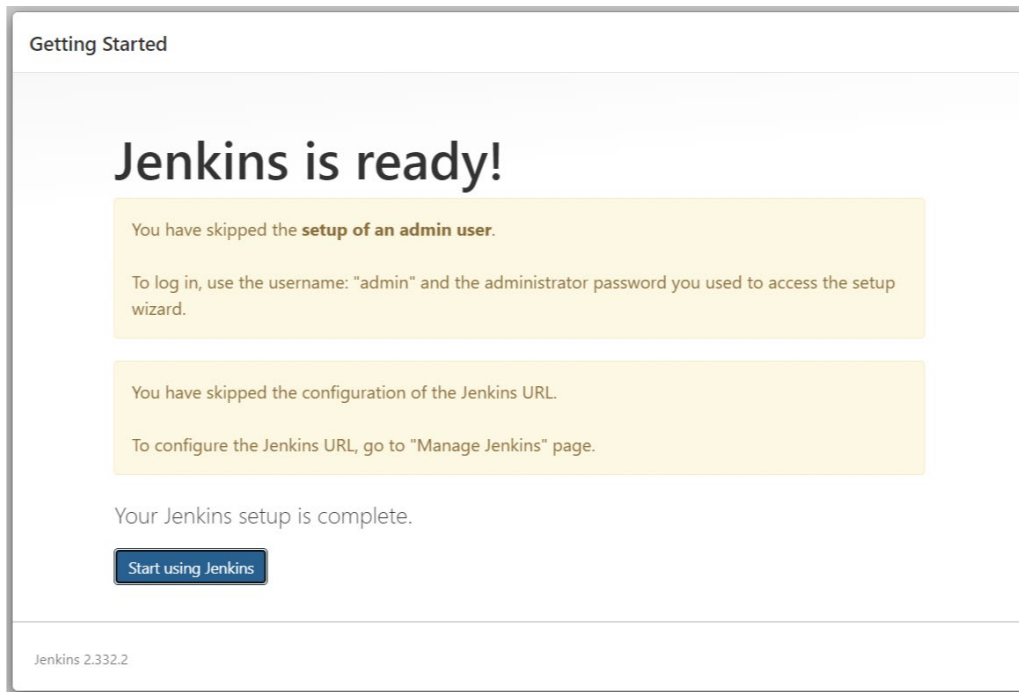 Getting Started
Jenkins is ready!
You have skipped the setup of an admin user.
To log in, use the username: "admin" and the administrator password you used to access the setup
wizard.
You have skipped the configuration of the Jenkins URL.
To configure the Jenkins URL, go to "Manage Jenkins" page.
Your Jenkins setup is complete.
Start using Jenkins
Jenkins 2.332.2